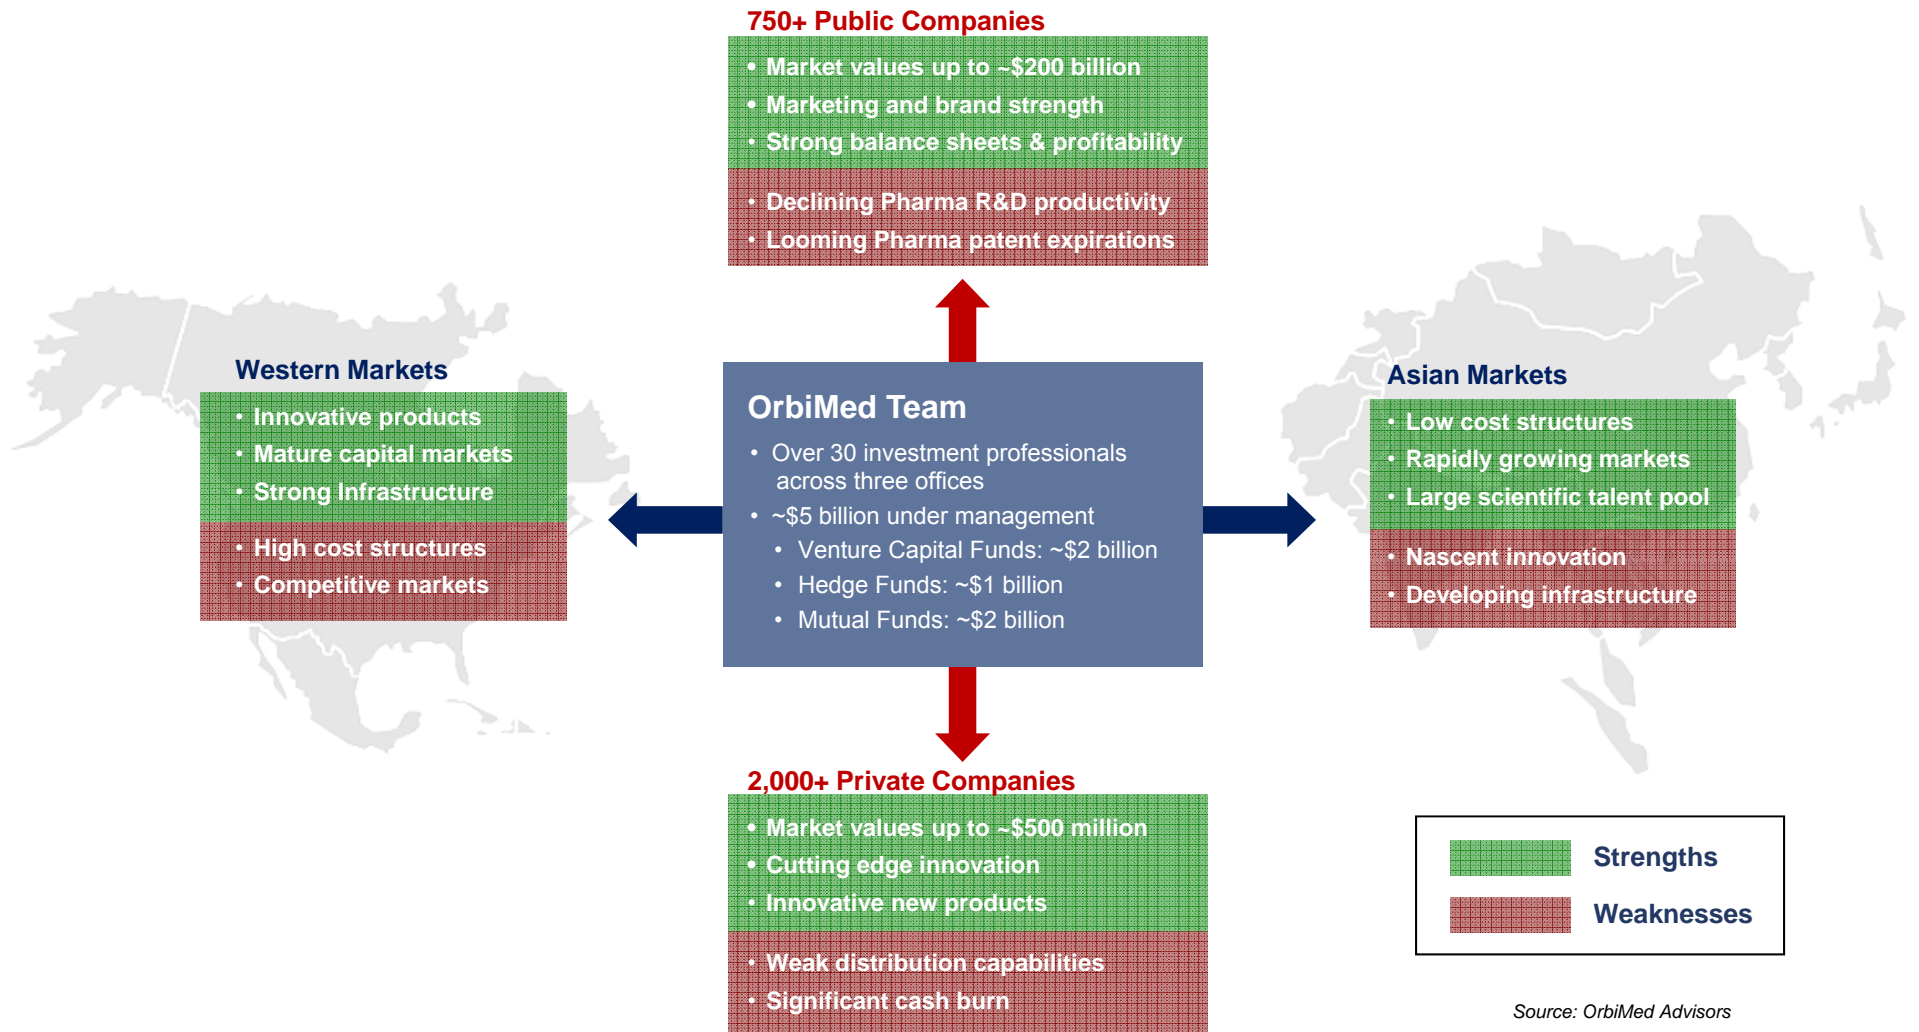 750+ Public Companies
• Market values up to ~$200 billion
• Marketing and brand strength
• Strong balance sheets & profitability
• Declining Pharma R&D productivity
• Looming Pharma patent expirations
Western Markets
• Innovative products
• Mature capital markets
• Strong Infrastructure
• High cost structures
• Competitive markets
OrbiMed Team
• Over 30 investment professionals
across three offices
• ~$5 billion under management
• Venture Capital Funds: ~$2 billion
• Hedge Funds: ~$1 billion
• Mutual Funds: ~$2 billion
Asian Markets
• Low cost structures
• Rapidly growing markets
• Large scientific talent pool
• Nascent innovation
• Developing infrastructure
2,000+ Private Companies
• Market values up to ~$500 million
• Cutting edge innovation
• Innovative new products
• Weak distribution capabilities
• Significant cash burn
Strengths
Weaknesses
Source: OrbiMed Advisors